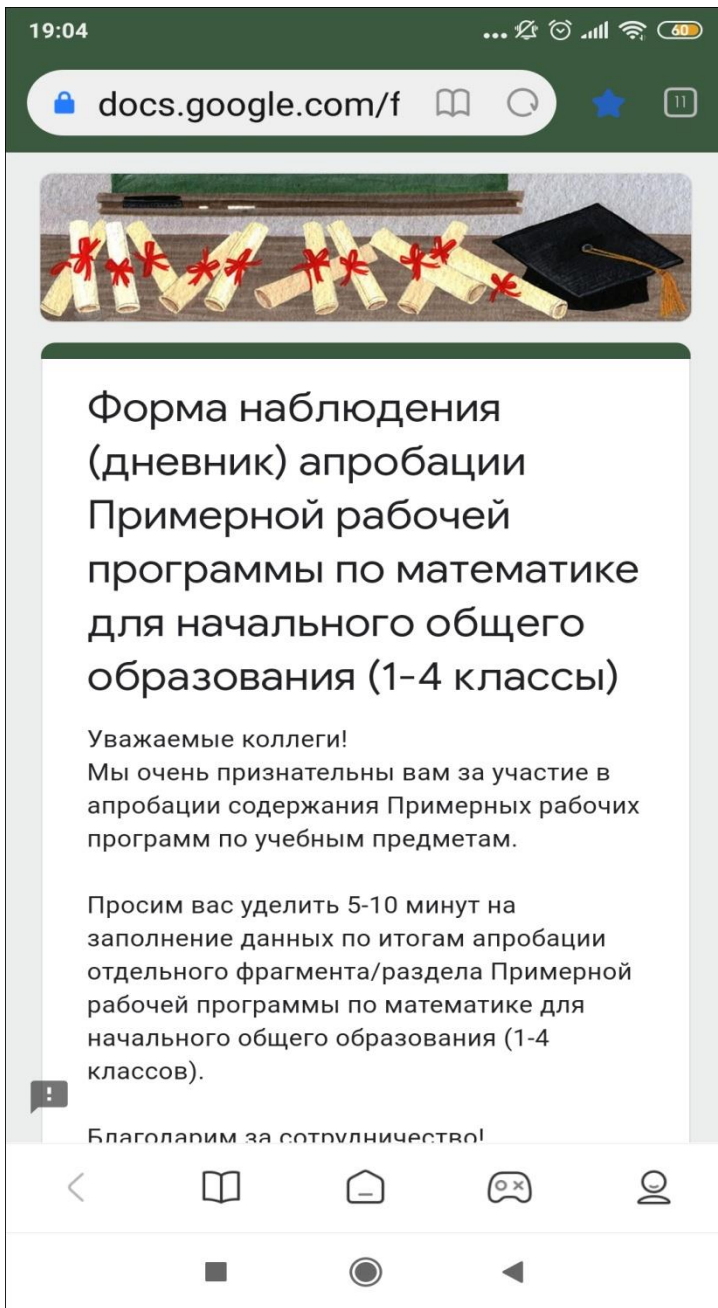 19:04
60
docs.google.com/f
11
Форма наблюдения
(дневник) апробации
Примерной рабочей
программы по математике
для начального общего
образования (1-4 классы)
Уважаемые коллеги!
Мы очень признательны вам за участие в
апробации содержания Примерных рабочих
программ по учебным предметам.
Просим вас уделить 5-10 минут на
заполнение данных по итогам апробации
отдельного фрагмента/раздела Примерной
рабочей программы по математике для
начального общего образования (1-4
классов).
Благодарим за сотрудничество!